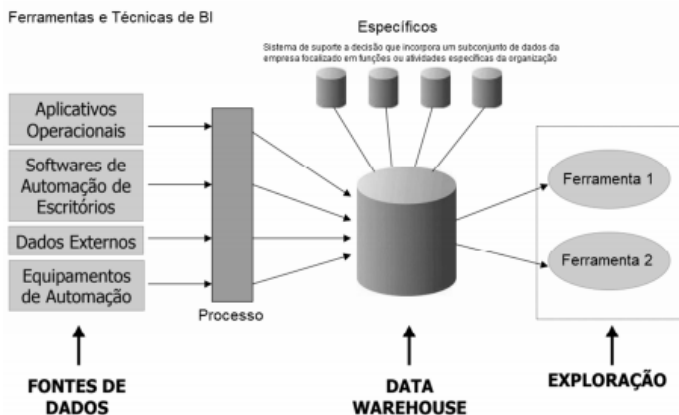 Ferramentas e Técnicas de BI
Específicos
Sistema de suporte a decisão que incorpora um subconjunto de dados da
empresa focalizado em funções ou atividades específicas da organização
Aplicativos
Operacionais
Softwares de
Automação de
Escritórios
Dados Externos
Equipamentos
de Automação
Processo
Ferramenta 1
Ferramenta 2
FONTES DE
DADOS
DATA
WAREHOUSE
EXPLORAÇÃO